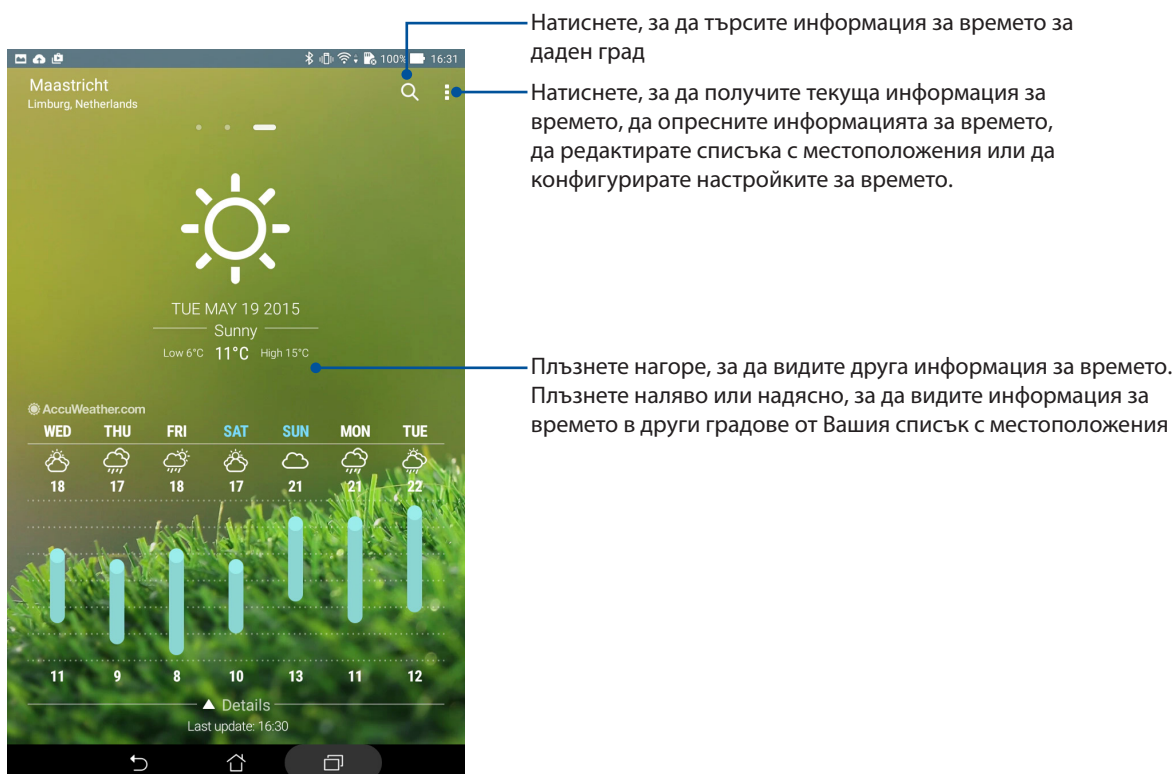 Натиснете, за да търсите информация за времето за
даден град
Натиснете, за да получите текуща информация за
времето, да опресните информацията за времето,
да редактирате списъка с местоположения или да
конфигурирате настройките за времето.
Плъзнете нагоре, за да видите друга информация за времето.
Плъзнете наляво или надясно, за да видите информация за
времето в други градове от Вашия списък с местоположения
100% 16:31
Maastricht
Limburg, Netherlands
TUE MAY 19 2015
Sunny
Low 6°C 11°C High 15°C
AccuWeather.com
WED THU FRI SAT SUN MON TUE
18 17 18 17 21 21 22
11 9 8 10 13 11 12
Details
Last update: 16:30